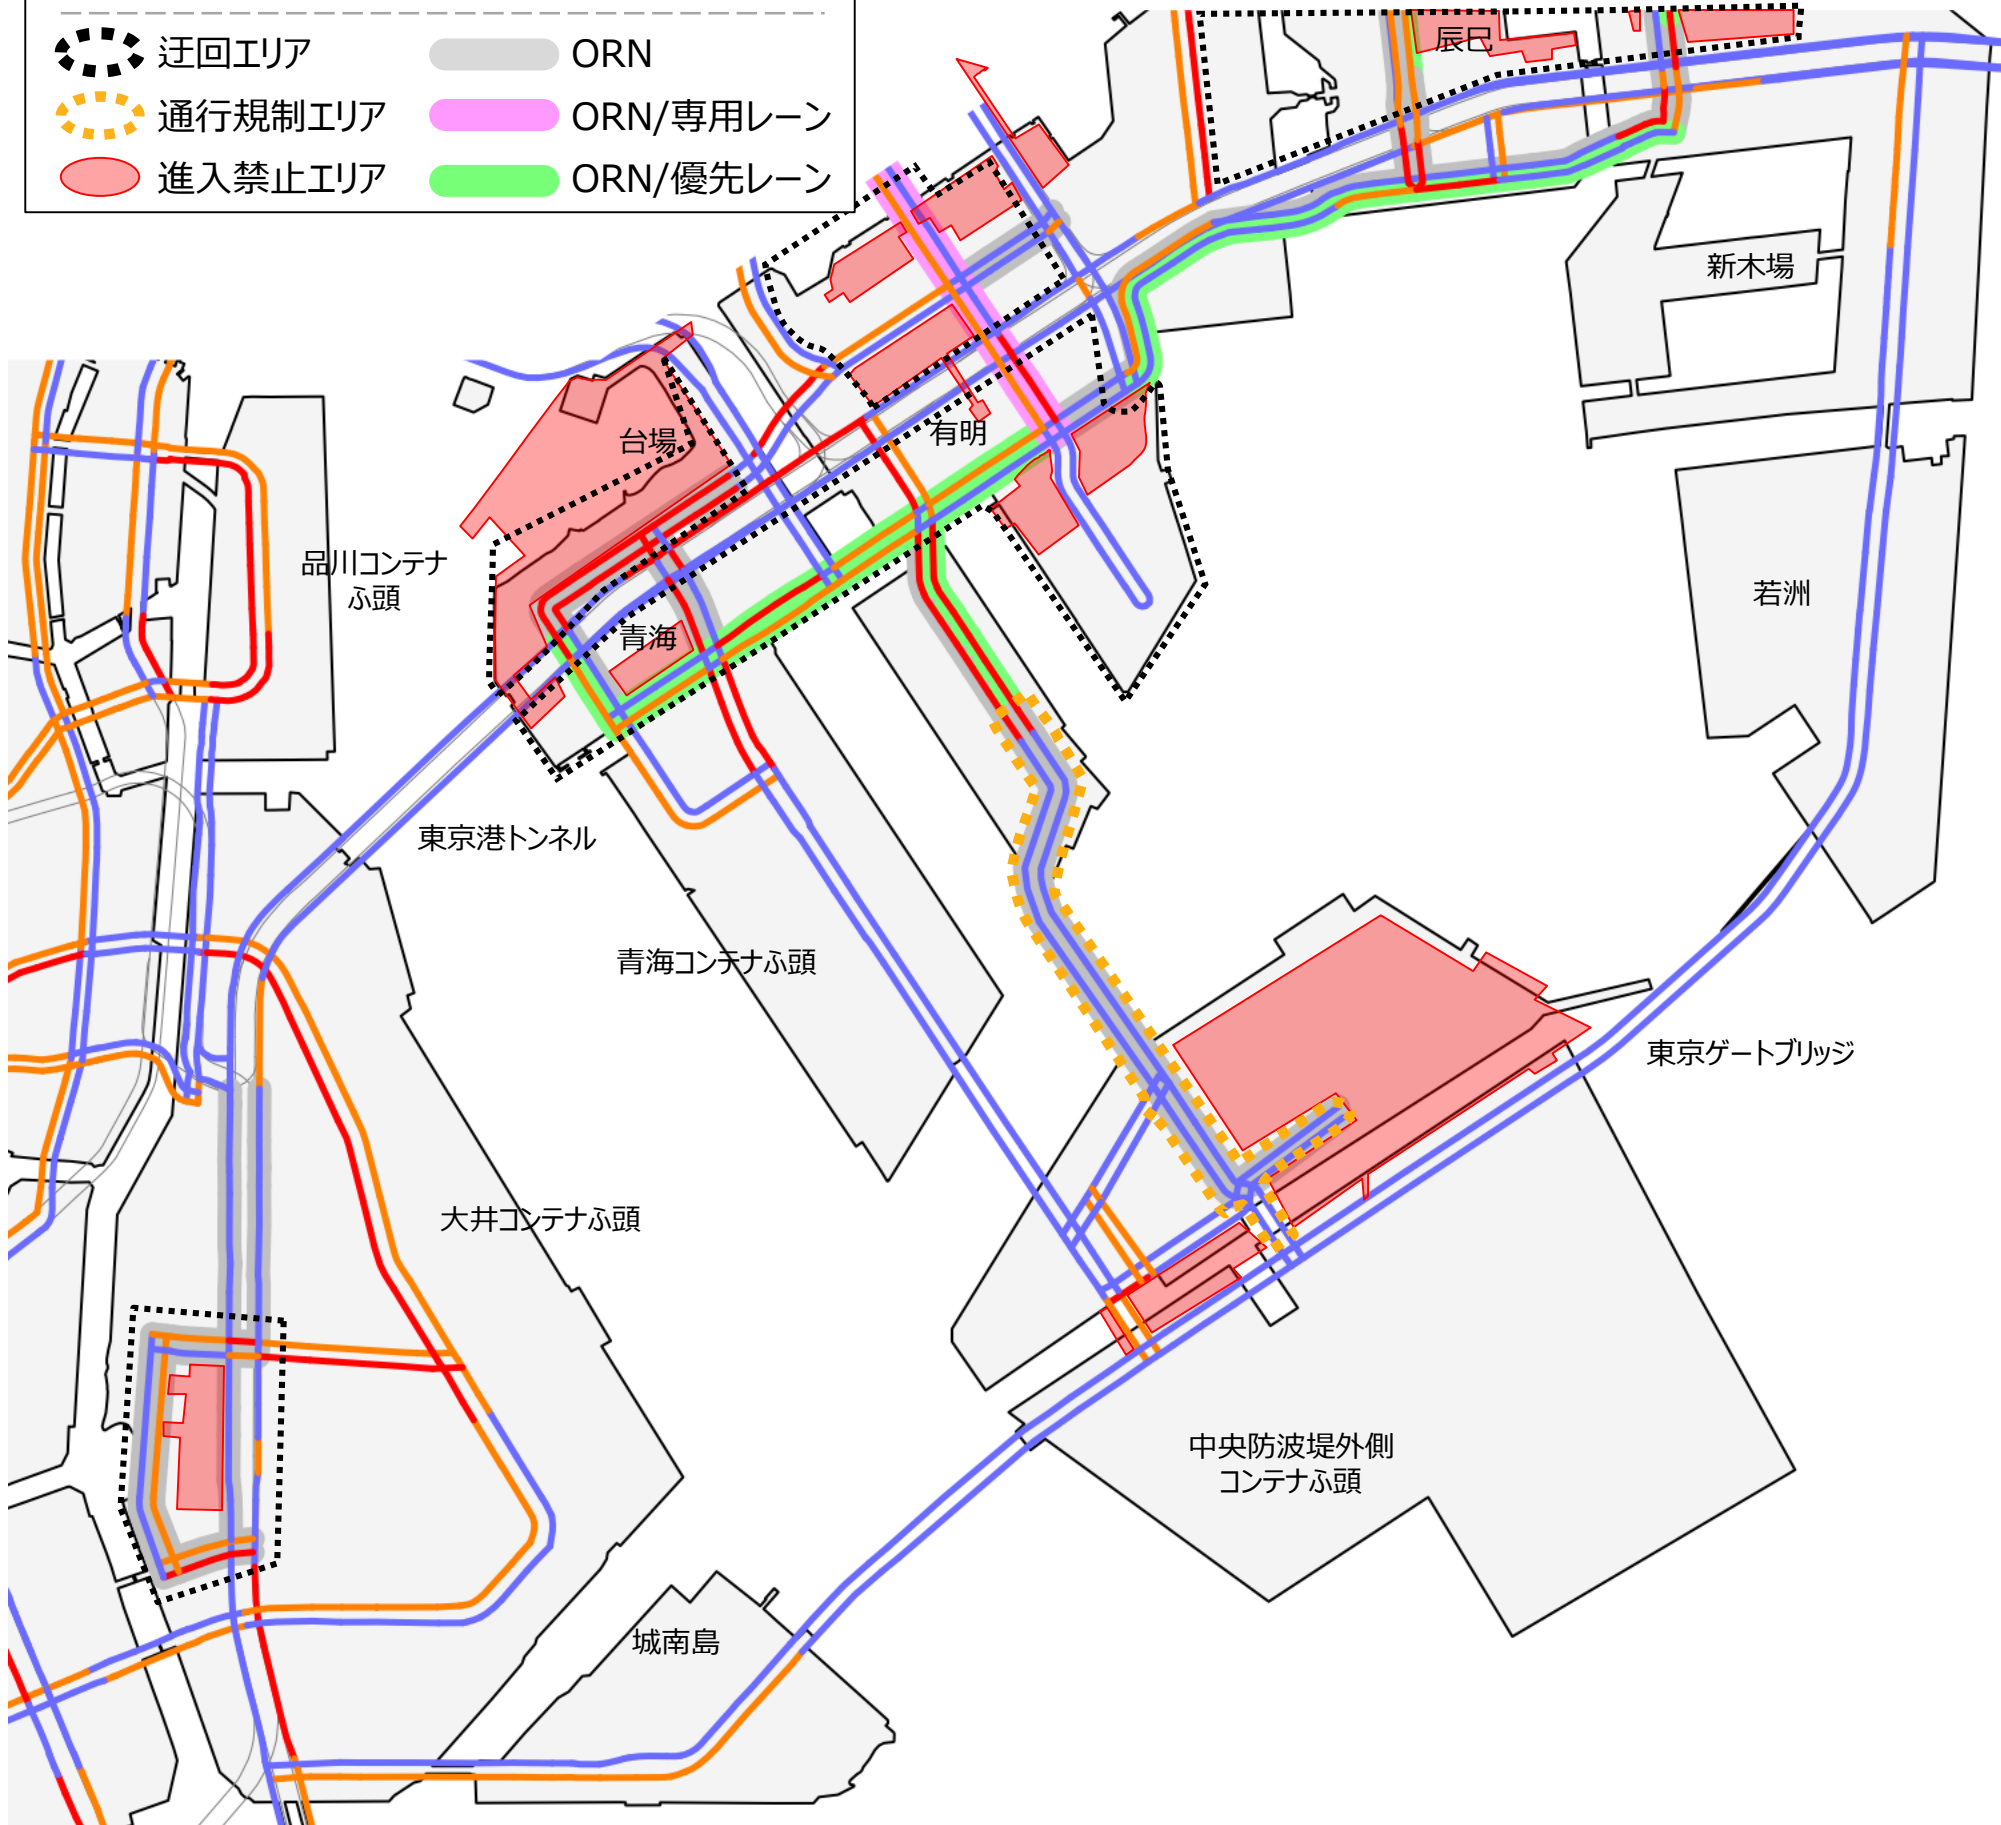 迂回エリア
ORN
通行規制エリア
ORN/専用レーン
進入禁止エリア
ORN/優先レーン
辰巳
新木場
台場
有明
品川コンテナ
ふ頭
青海
若洲
東京港トンネル
青海コンテナふ頭
東京ゲートブリッジ
大井コンテナふ頭
中央防波堤外側
コンテナふ頭
城南島